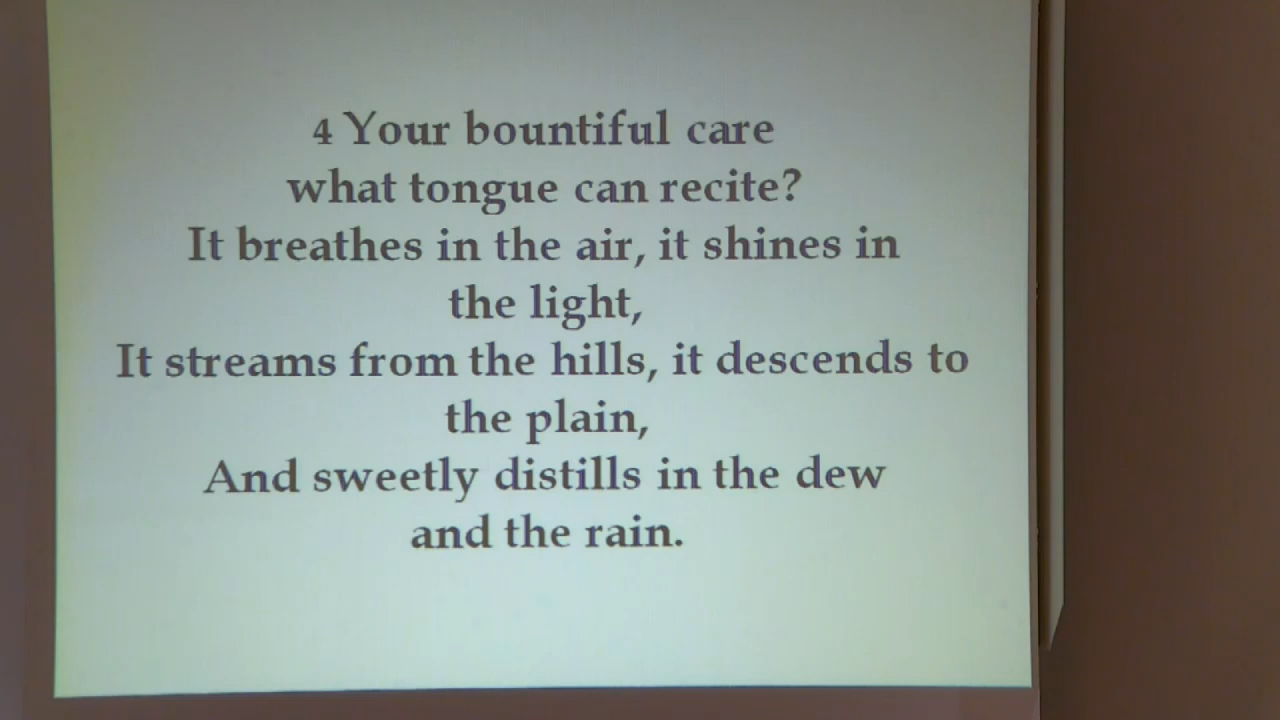 4 Your bountiful care
what tongue can recite?
It breathes in the air, it shines in
the light,
It streams from the hills, it descends to
the plain,
And sweetly distills in the dew
and the rain.